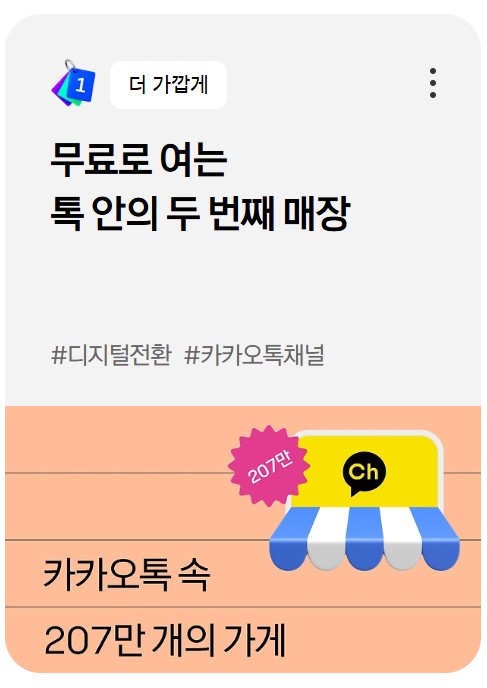 1 더 가깝게
무료로 여는
톡 안의 두 번째 매장
#디지털전환 #카카오톡채널
207만
Ch
카카오톡 속
207만 개의 가게